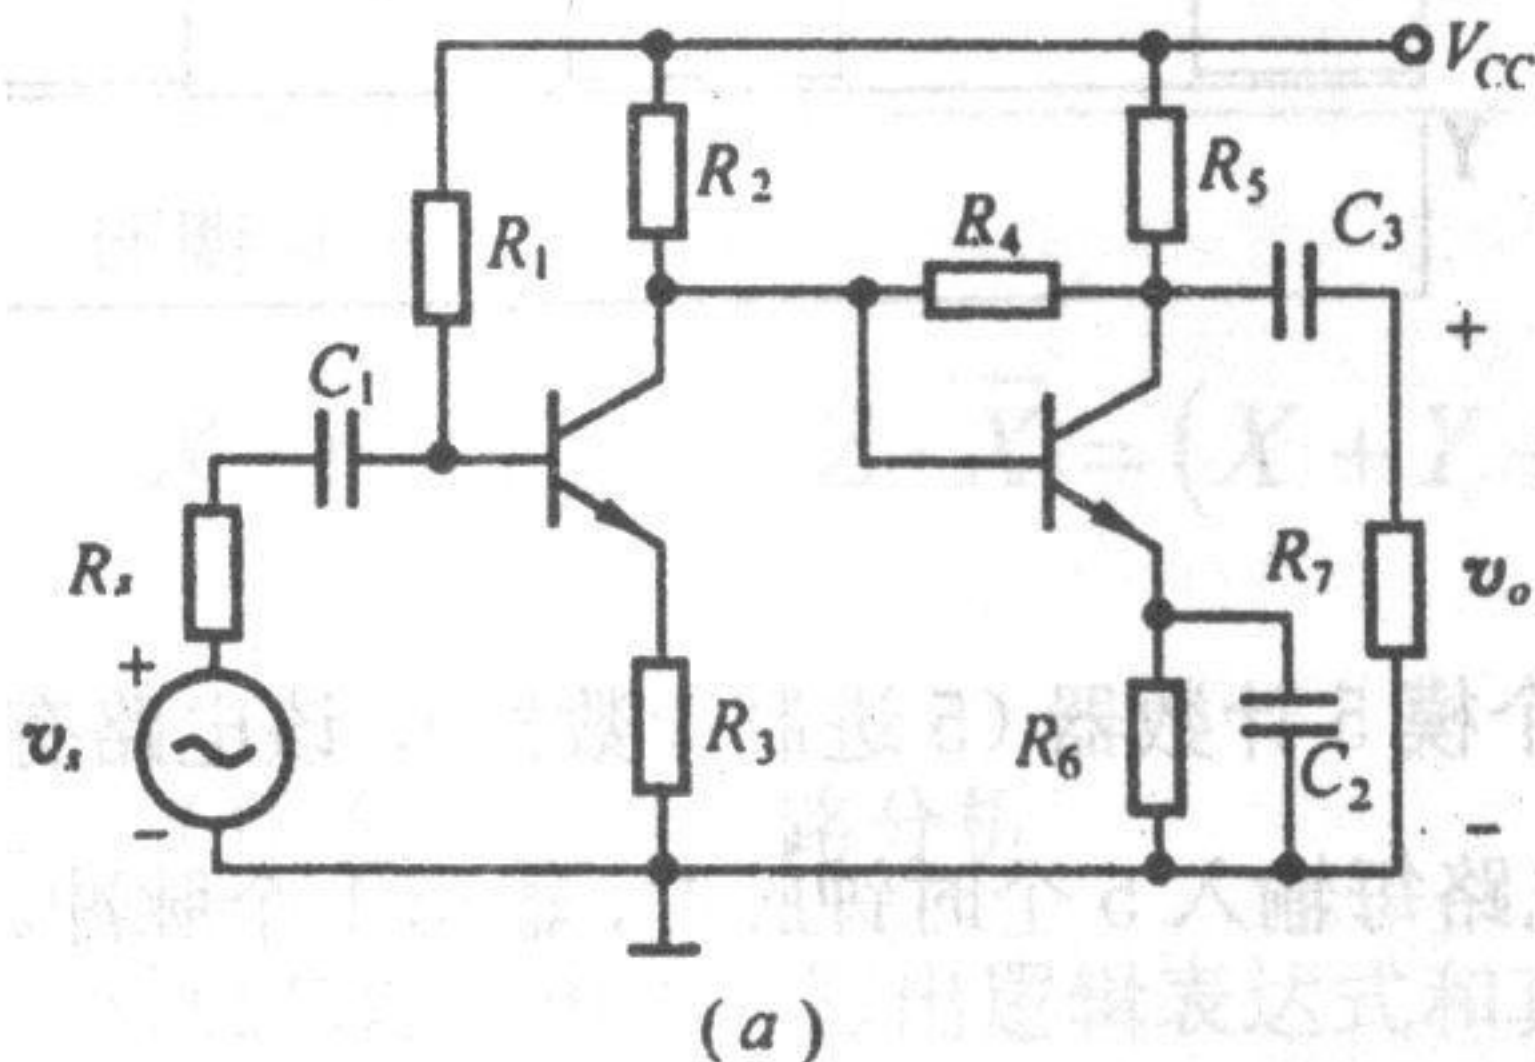 V_CC
R_2
R_5
R_1
R_4
C_3
C_1
R_s
R_7
+
v_o
+
v_s
R_3
R_6
C_2
-
-
(a)